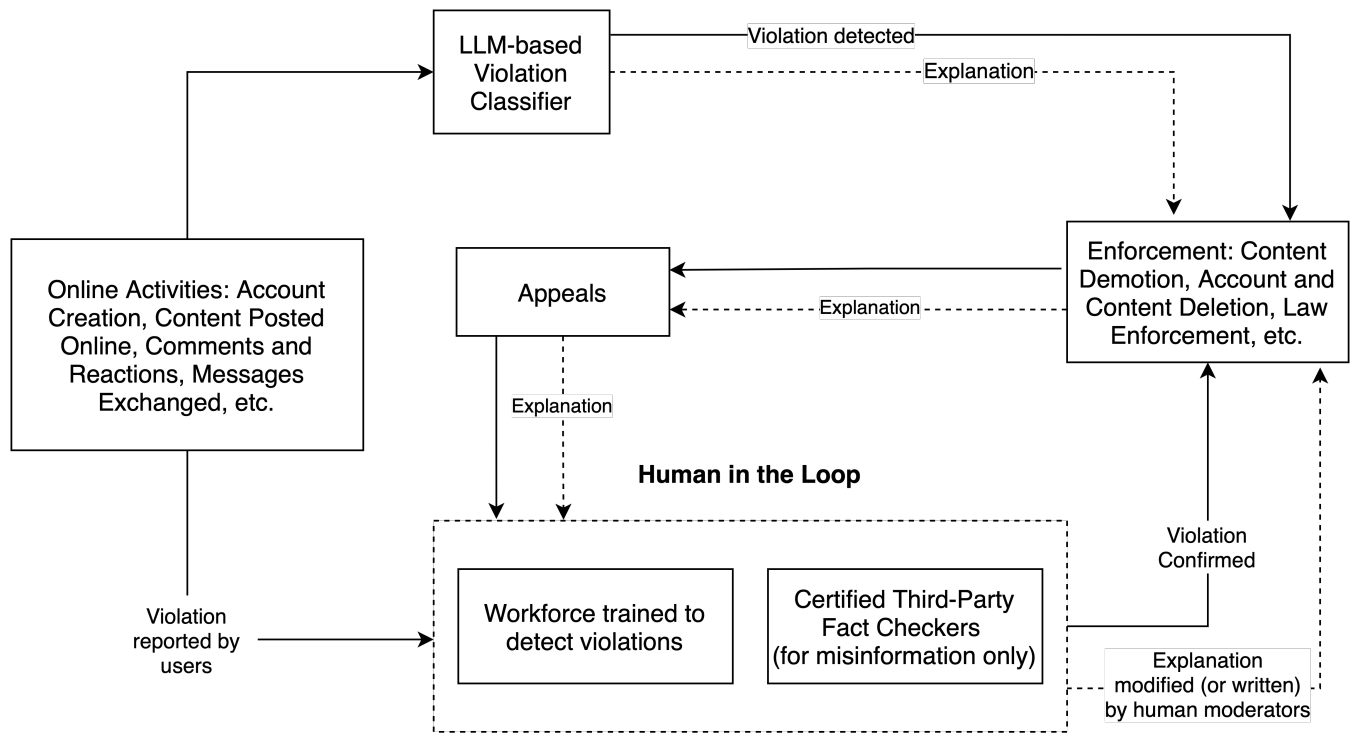 LLM-based
Violation
Classifier
Violation detected
Explanation
Online Activities: Account
Creation, Content Posted
Online, Comments and
Reactions, Messages
Exchanged, etc.
Appeals
Explanation
Enforcement: Content
Demotion, Account and
Content Deletion, Law
Enforcement, etc.
Explanation
Human in the Loop
Violation
reported by
users
Workforce trained to
detect violations
Certified Third-Party
Fact Checkers
(for misinformation only)
Violation
Confirmed
Explanation
modified (or written)
by human moderators